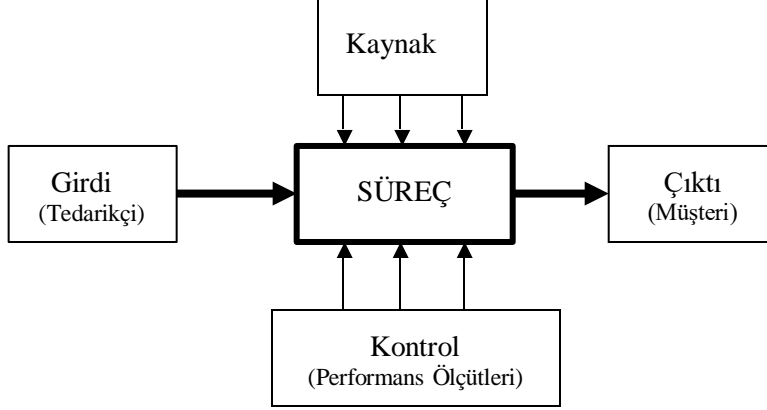 Kaynak
Girdi
(Tedarikçi)
SÜREÇ
Çıktı
(Müşteri)
Kontrol
(Performans Ölçütleri)